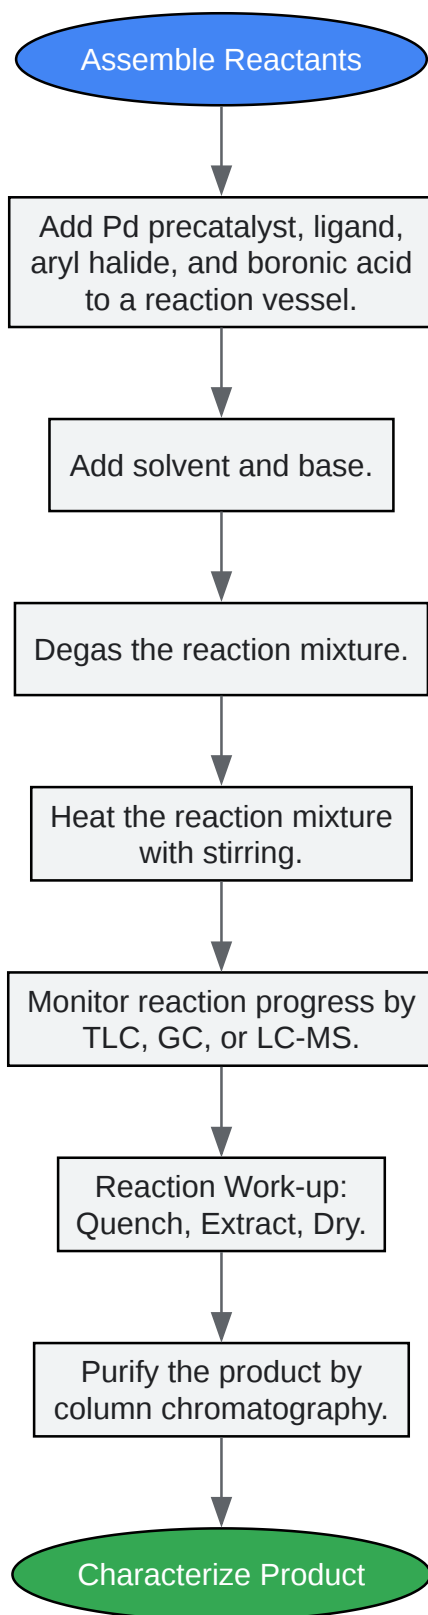 Assemble Reactants
Add Pd precatalyst, ligand,
aryl halide, and boronic acid
to a reaction vessel.
Add solvent and base.
Degas the reaction mixture.
Heat the reaction mixture
with stirring.
Monitor reaction progress by
TLC, GC, or LC-MS.
Reaction Work-up:
Quench, Extract, Dry.
Purify the product by
column chromatography.
Characterize Product